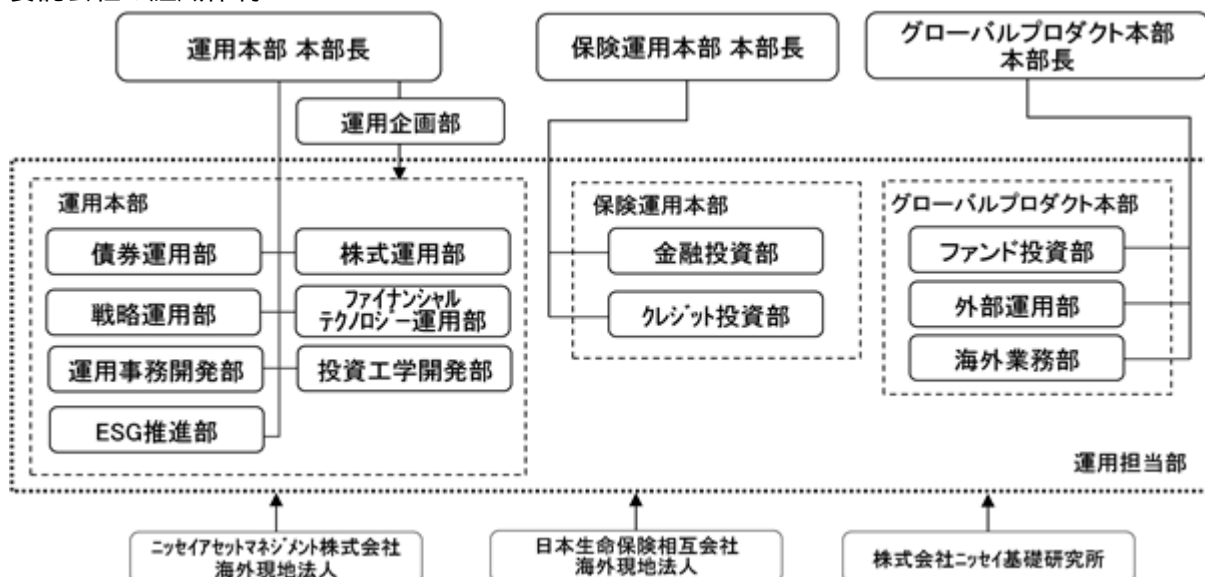 運用本部 本部長
保険運用本部 本部長
グローバルプロダクト本部
本部長
運用企画部
運用本部
債券運用部
株式運用部
戦略運用部
ファイナンシャル
テクノロジー運用部
運用事務開発部
投資工学開発部
ESG推進部
保険運用本部
金融投資部
クレジット投資部
グローバルプロダクト本部
ファンド投資部
外部運用部
海外業務部
運用担当部
ニッセイアセットマネジメント株式会社
海外現地法人
日本生命保険相互会社
海外現地法人
株式会社ニッセイ基礎研究所